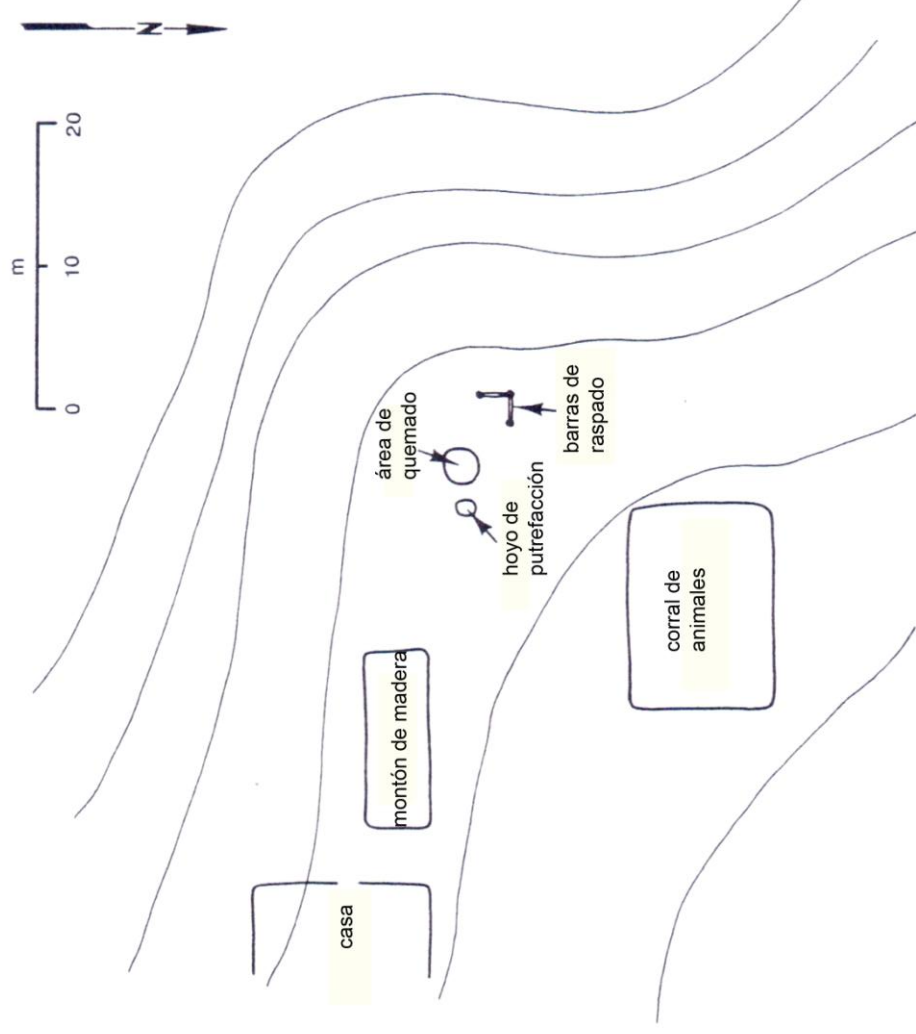 N
m
0 10 20
área de
quemado
barras de
raspado
hoyo de
putrefacción
corral de
animales
montón de madera
casa